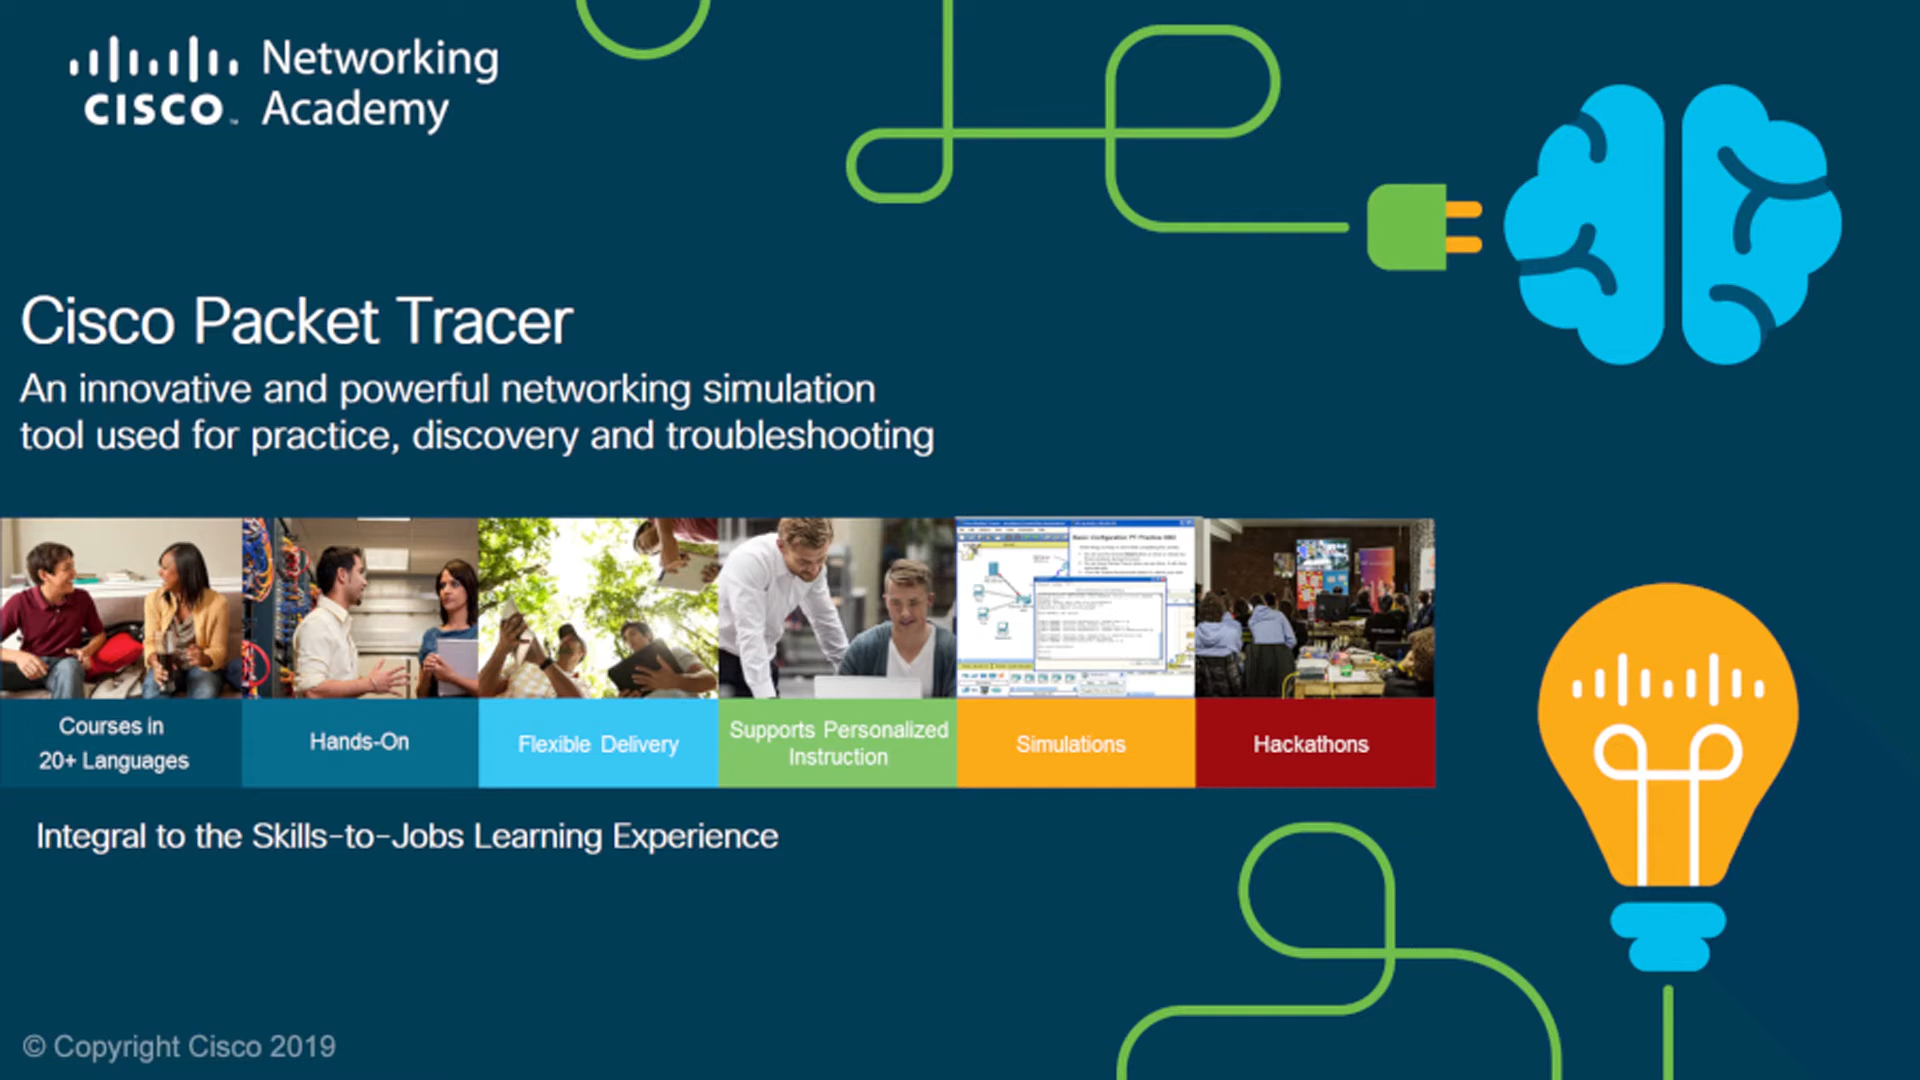 Networking
CISCO™ Academy
Cisco Packet Tracer
An innovative and powerful networking simulation
tool used for practice, discovery and troubleshooting
Courses in
20+ Languages
Hands-On
Flexible Delivery
Supports Personalized
Instruction
Simulations
Hackathons
Integral to the Skills-to-Jobs Learning Experience
© Copyright Cisco 2019